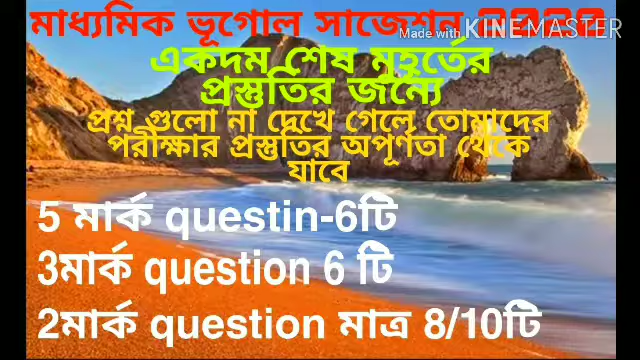 মাধ্যমিক ভূগোল সাজেশন
Made with KINEMASTER
একদম শেষ মুহূর্তের
প্রস্তুতির জন্যে
প্রশ্ন গুলো না দেখে গেলে তোমাদের
পরীক্ষার প্রস্তুতির অপূর্ণতা থেকে
যাবে
5 মার্ক questin-6টি
3মার্ক question 6 টি
2মার্ক question মাত্র 8/10টি